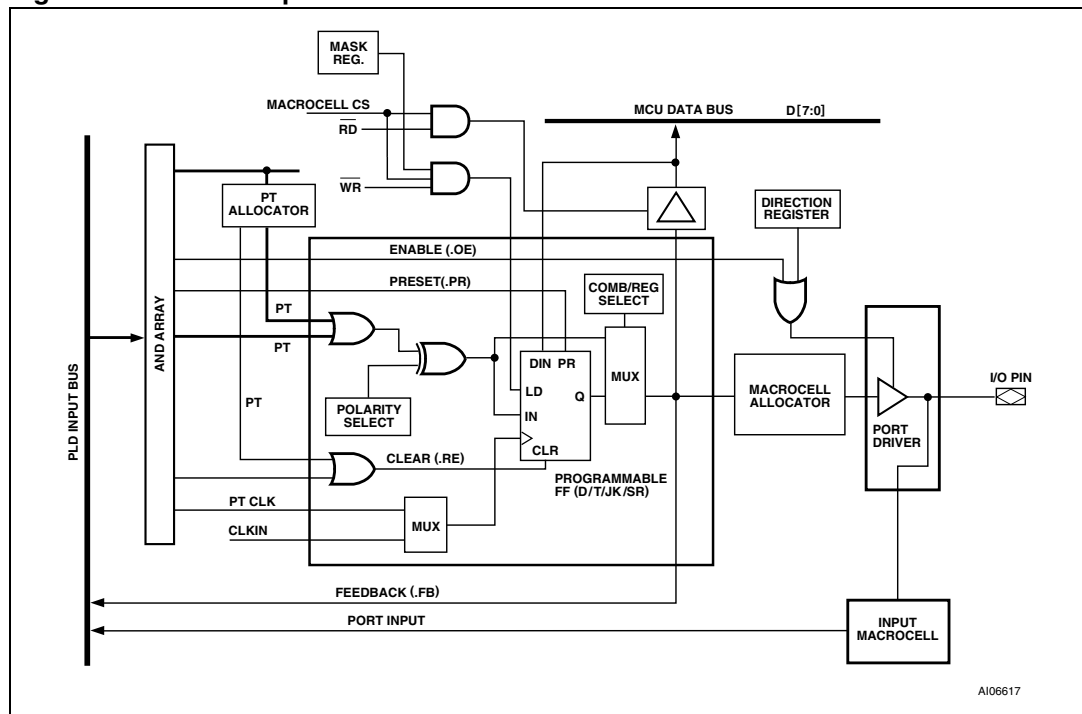 MASK
REG.
MACROCELL CS
RD
WR
MCU DATA BUS D[7:0]
DIRECTION
REGISTER
PT
ALLOCATOR
ENABLE (.OE)
PRESET(.PR)
COMB/REG
SELECT
PT
PT
PT
AND ARRAY
PLD INPUT BUS
POLARITY
SELECT
DIN PR
LD
IN
Q
CLR
MUX
MACROCELL
ALLOCATOR
PORT
DRIVER
I/O PIN
CLEAR (.RE)
PROGRAMMABLE
FF (D/T/JK/SR)
PT CLK
CLKIN
MUX
FEEDBACK (.FB)
PORT INPUT
INPUT
MACROCELL
AI06617